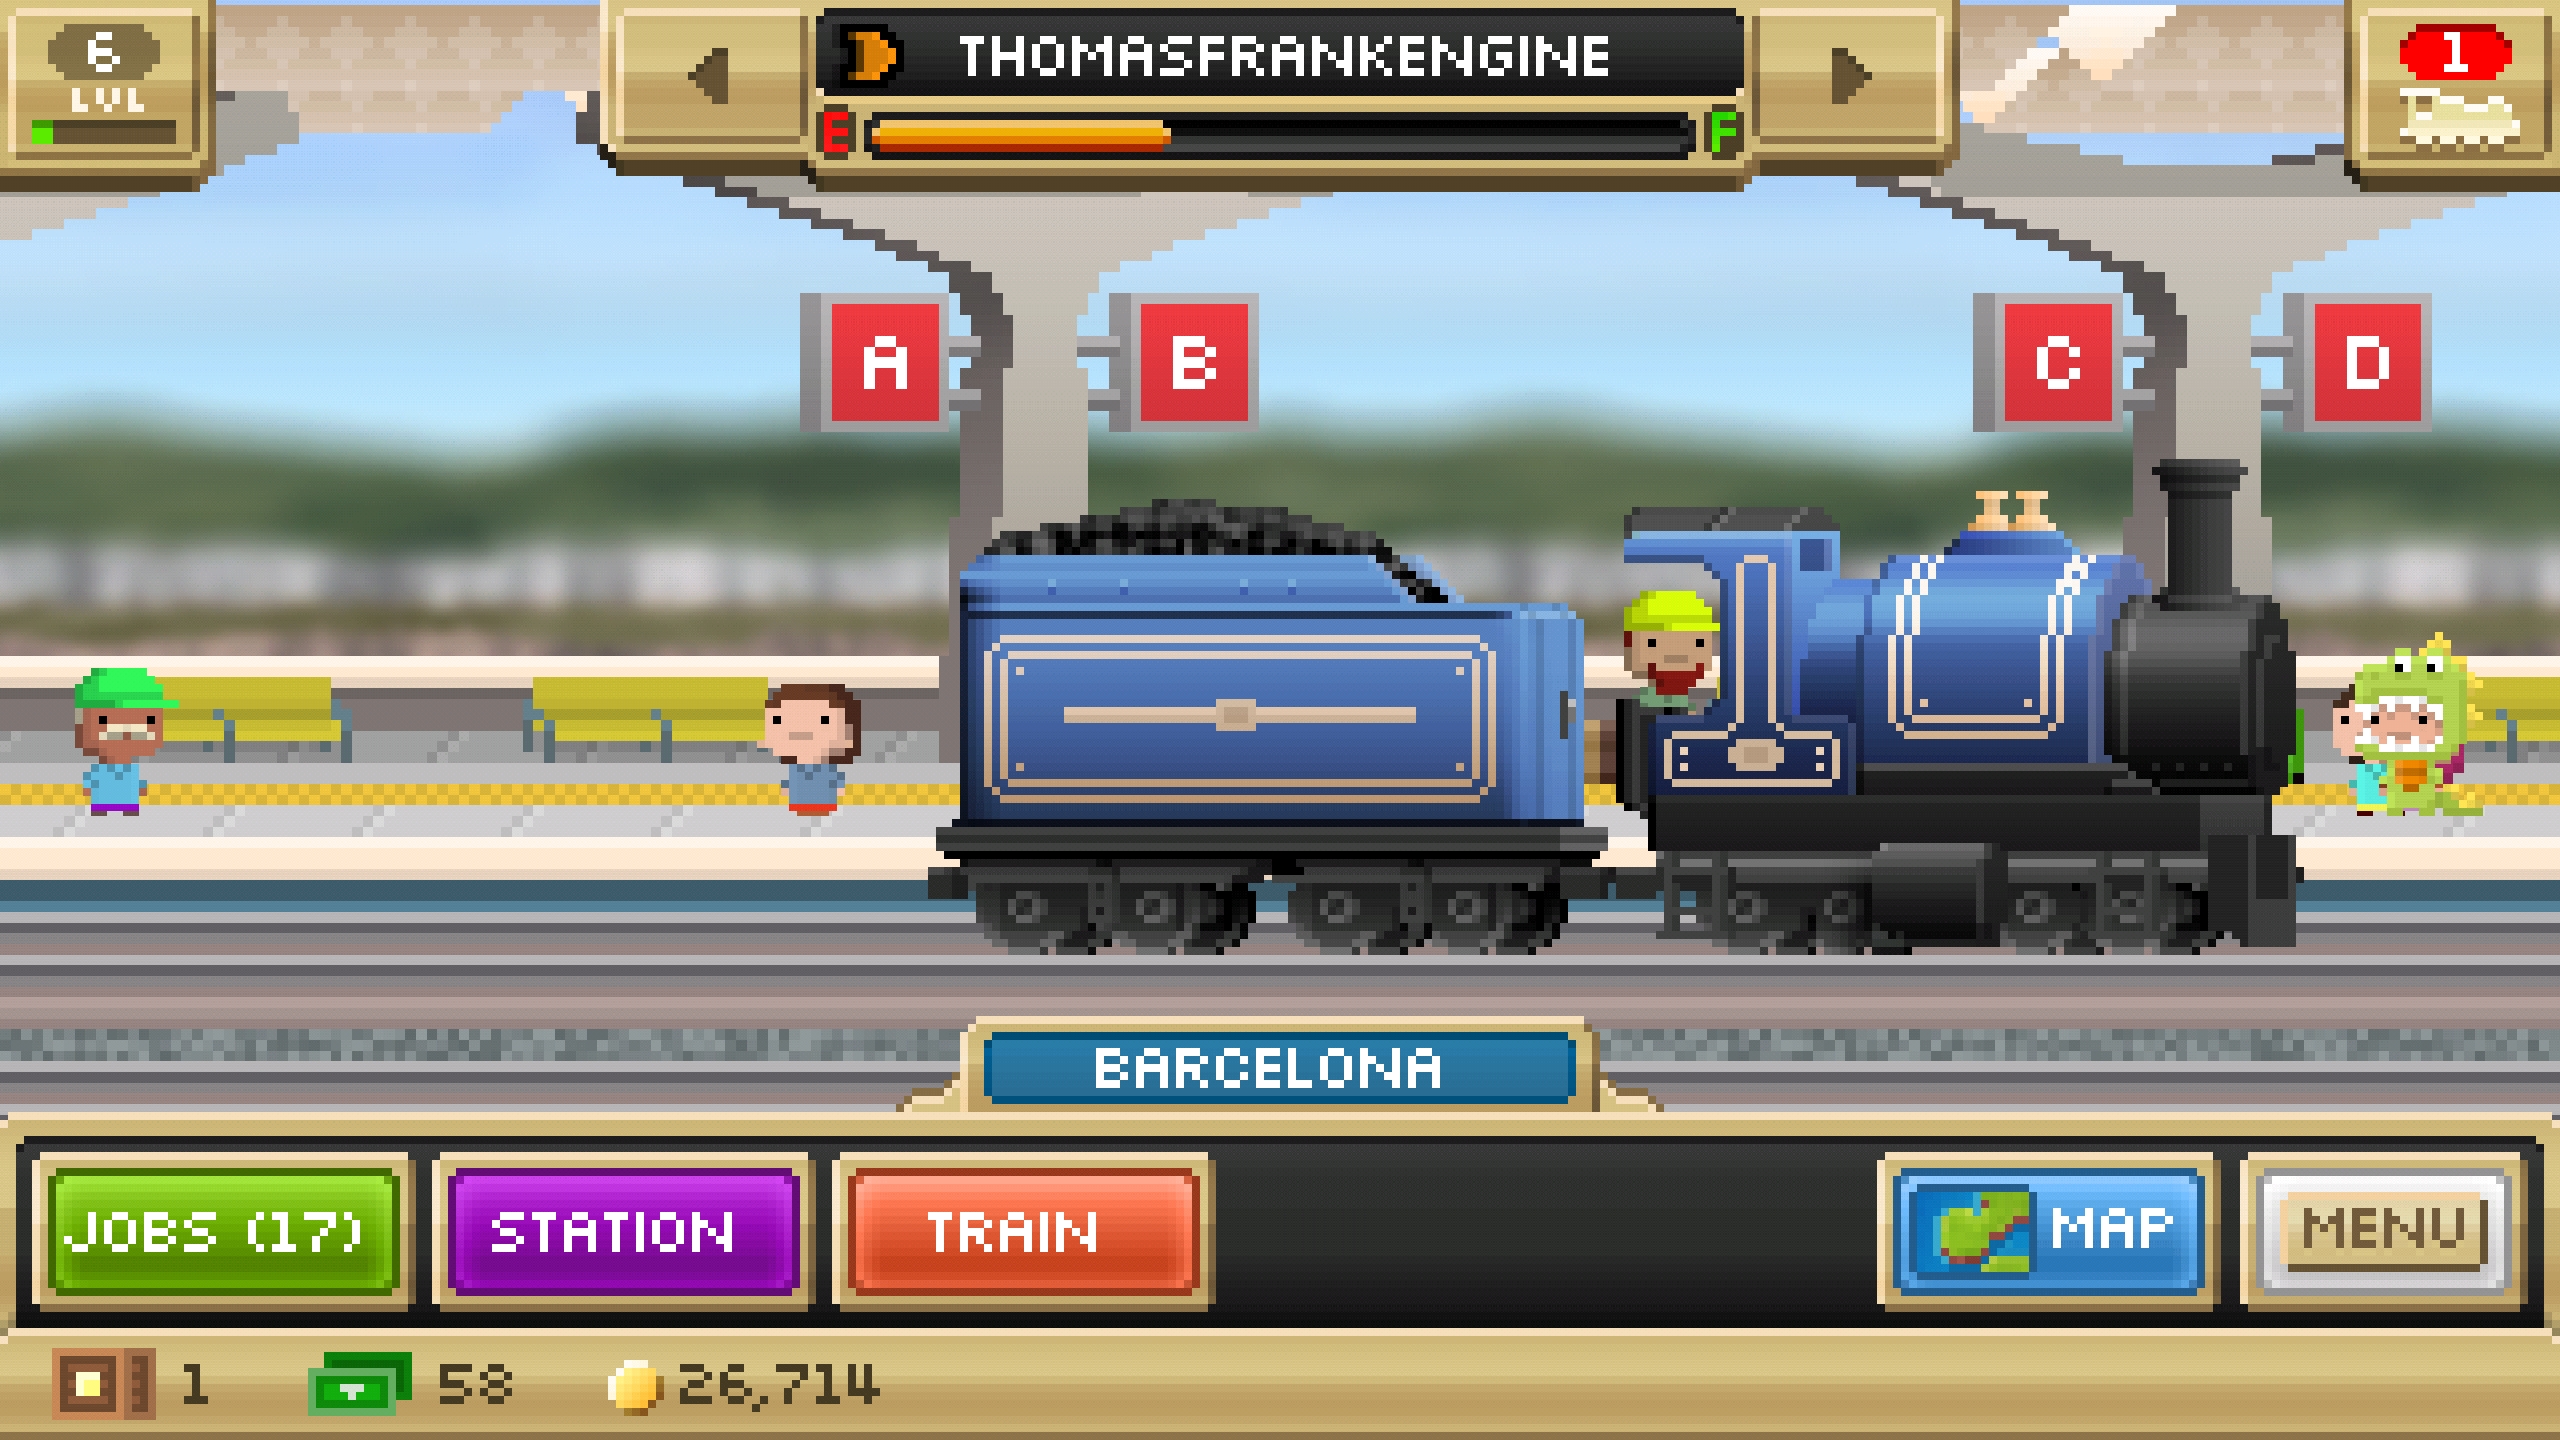 6
LVL
THOMASFRANKENGINE
E F
1
A B C D
BARCELONA
JOBS (17) STATION TRAIN MAP MENU
1 58 26,714